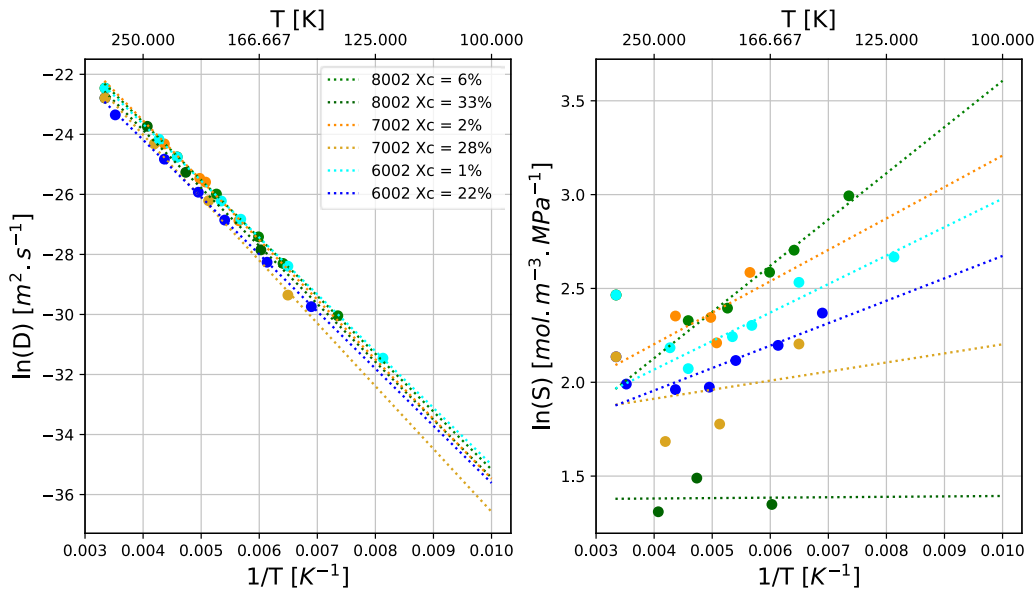 T [K]
250.000 166.667 125.000 100.000
−22
−24
−26
−28
−30
−32
−34
−36
ln(D) [m².s⁻¹]
8002 Xc = 6%
8002 Xc = 33%
7002 Xc = 2%
7002 Xc = 28%
6002 Xc = 1%
6002 Xc = 22%
0.003 0.004 0.005 0.006 0.007 0.008 0.009 0.010
1/T [K⁻¹]
T [K]
250.000 166.667 125.000 100.000
3.5
3.0
2.5
2.0
1.5
ln(S) [mol.m⁻³.MPa⁻¹]
0.003 0.004 0.005 0.006 0.007 0.008 0.009 0.010
1/T [K⁻¹]